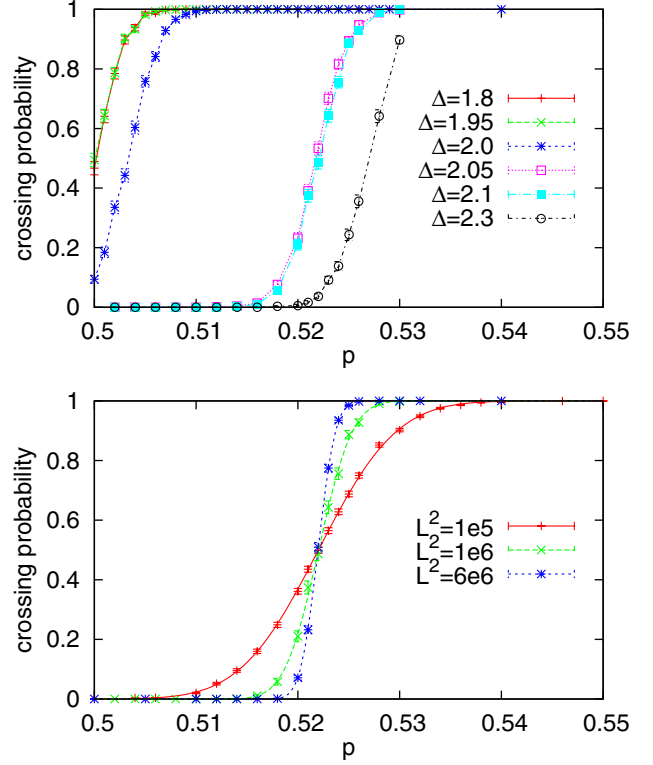 crossing probability
1
0.8
0.6
0.4
0.2
0
Δ=1.8
Δ=1.95
Δ=2.0
Δ=2.05
Δ=2.1
Δ=2.3
0.5 0.51 0.52 0.53 0.54 0.55
p
crossing probability
1
0.8
0.6
0.4
0.2
0
L²=1e5
L²=1e6
L²=6e6
0.5 0.51 0.52 0.53 0.54 0.55
p